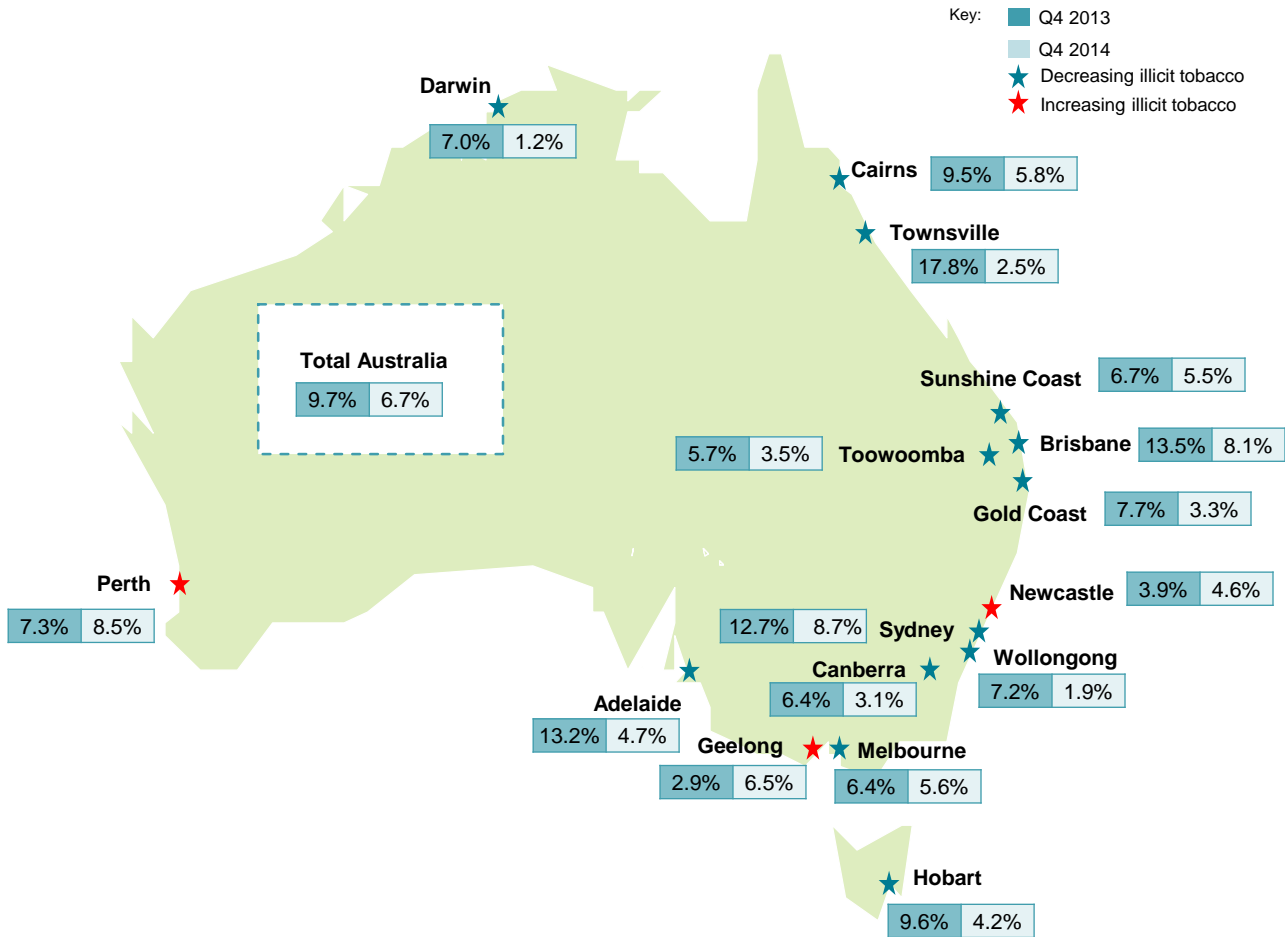 Key:
Q4 2013
Q4 2014
Decreasing illicit tobacco
Increasing illicit tobacco
Darwin
7.0% 1.2%
Cairns
9.5% 5.8%
Townsville
17.8% 2.5%
Total Australia
9.7% 6.7%
Sunshine Coast
6.7% 5.5%
Brisbane
13.5% 8.1%
Toowoomba
5.7% 3.5%
Gold Coast
7.7% 3.3%
Perth
7.3% 8.5%
Newcastle
3.9% 4.6%
Sydney
12.7% 8.7%
Wollongong
7.2% 1.9%
Canberra
6.4% 3.1%
Adelaide
13.2% 4.7%
Geelong
2.9% 6.5%
Melbourne
6.4% 5.6%
Hobart
9.6% 4.2%